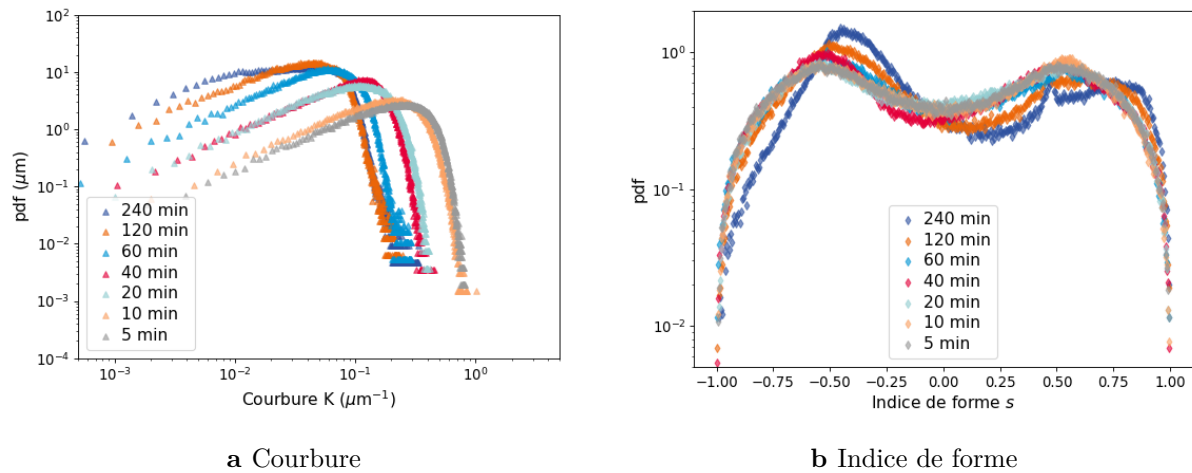 10²
10¹
10⁰
10⁻¹
10⁻²
10⁻³
10⁻⁴
pdf (μm)
240 min
120 min
60 min
40 min
20 min
10 min
5 min
10⁻³ 10⁻² 10⁻¹ 10⁰
Courbure K (μm⁻¹)
a Courbure
10⁰
10⁻¹
10⁻²
pdf
240 min
120 min
60 min
40 min
20 min
10 min
5 min
−1.00 −0.75 −0.50 −0.25 0.00 0.25 0.50 0.75 1.00
Indice de forme s
b Indice de forme